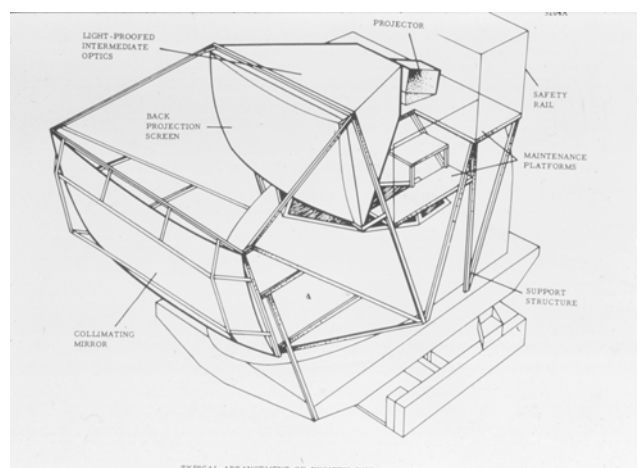 PROJECTOR
LIGHT-PROOFED
INTERMEDIATE
OPTICS
SAFETY
RAIL
BACK
PROJECTION
SCREEN
MAINTENANCE
PLATFORMS
4
SUPPORT
STRUCTURE
COLLIMATING
MIRROR
TYPICAL ARRANGEMENT OF